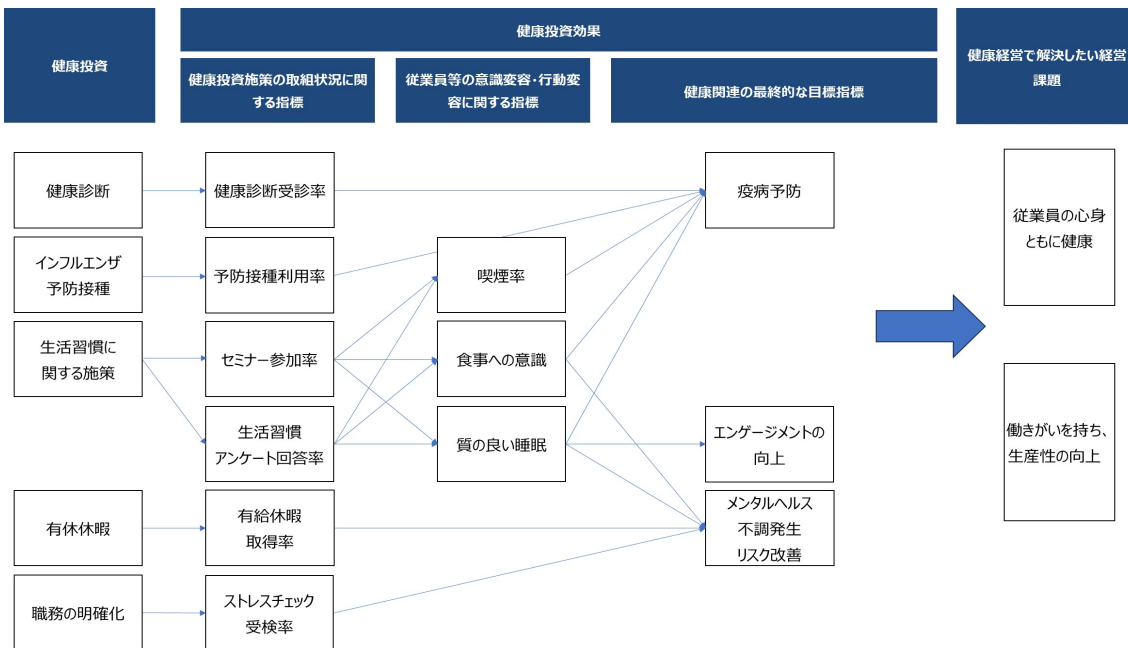 健康投資
健康投資効果
健康経営で解決したい経営
課題
健康投資施策の取組状況に関
する指標
従業員等の意識変容・行動変
容に関する指標
健康関連の最終的な目標指標
健康診断
健康診断受診率
疫病予防
従業員の心身
ともに健康
インフルエンザ
予防接種
予防接種利用率
喫煙率
生活習慣に
関する施策
セミナー参加率
食事への意識
生活習慣
アンケート回答率
質の良い睡眠
エンゲージメントの
向上
働きがいを持ち、
生産性の向上
有休休暇
有給休暇
取得率
メンタルヘルス
不調発生
リスク改善
職務の明確化
ストレスチェック
受検率